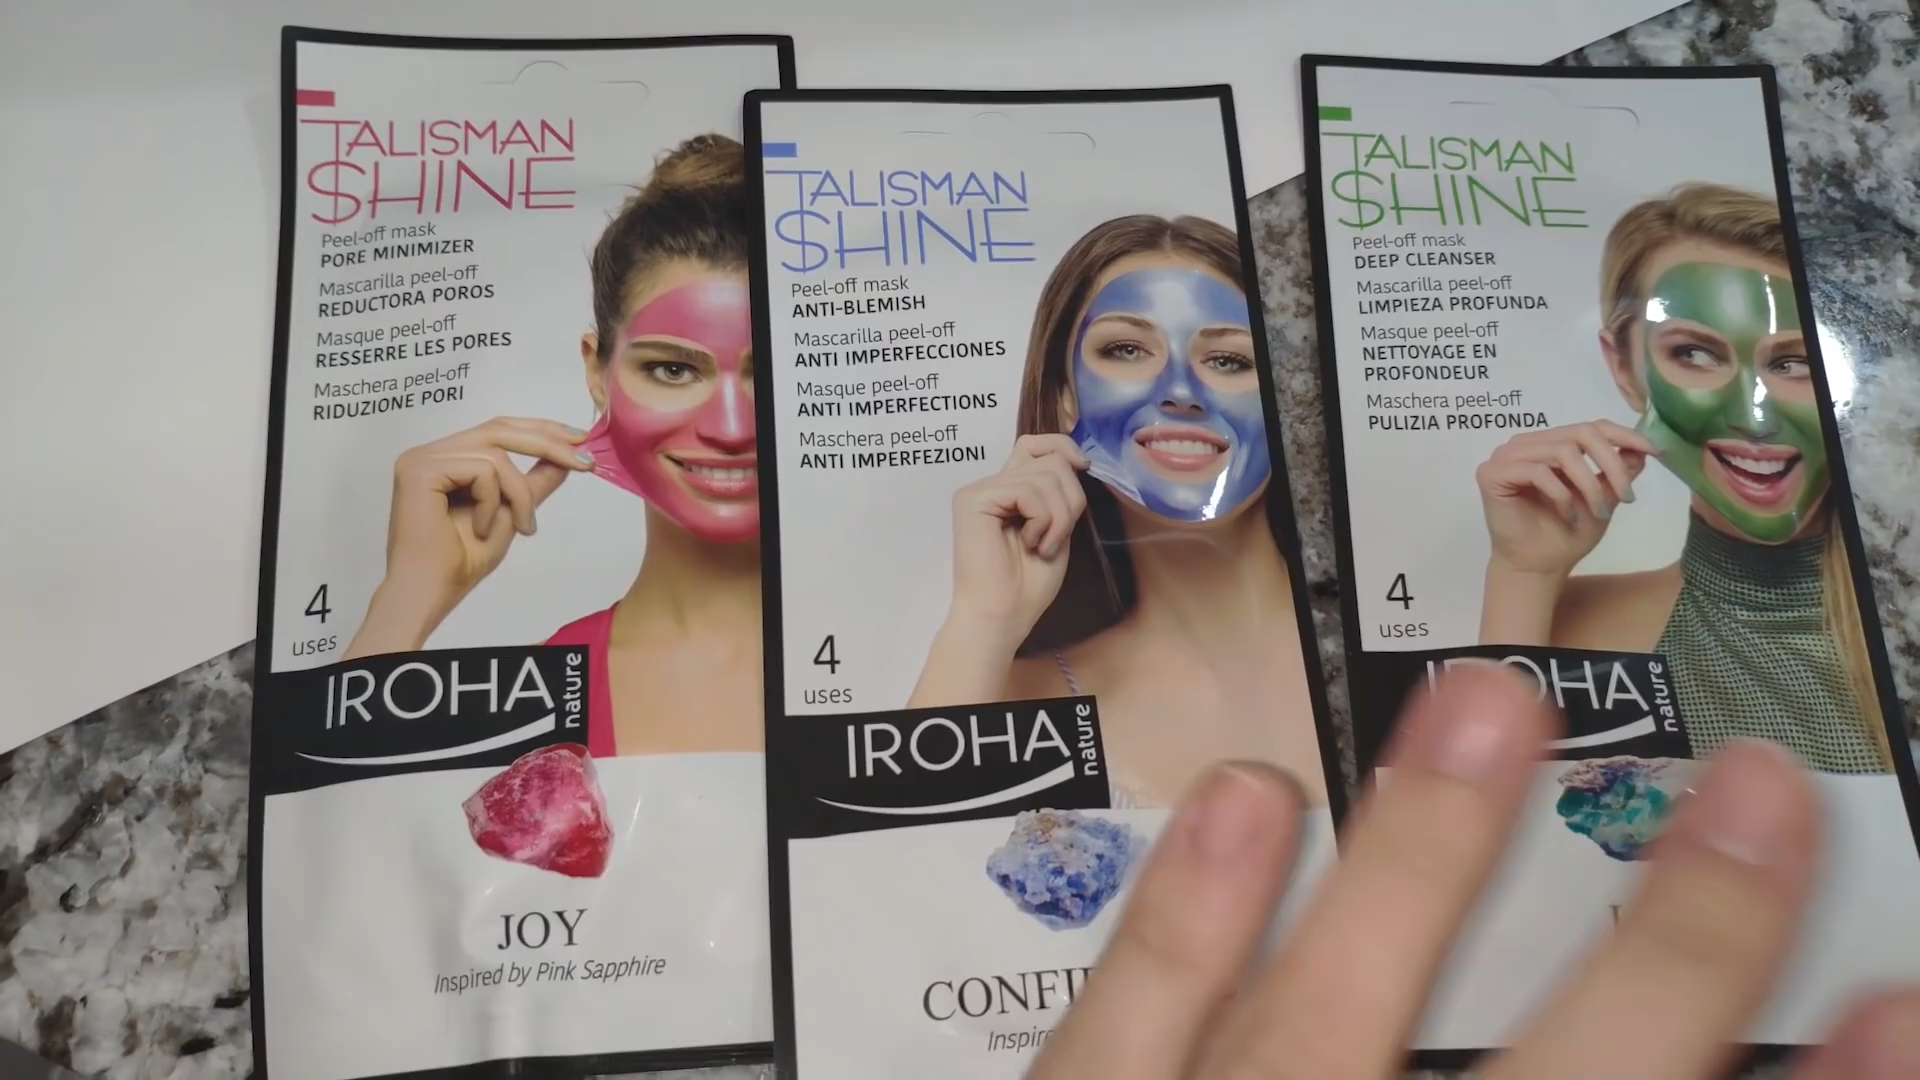 TALISMAN
SHINE
Peel-off mask
PORE MINIMIZER
Mascarilla peel-off
REDUCTORA POROS
Masque peel-off
RESSERRE LES PORES
Maschera peel-off
RIDUZIONE PORI
4
uses
IROHA
nature
JOY
Inspired by Pink Sapphire
TALISMAN
SHINE
Peel-off mask
ANTI-BLEMISH
Mascarilla peel-off
ANTI IMPERFECCIONES
Masque peel-off
ANTI IMPERFECTIONS
Maschera peel-off
ANTI IMPERFEZIONI
4
uses
IROHA
nature
TALISMAN
SHINE
Peel-off mask
DEEP CLEANSER
Mascarilla peel-off
LIMPIEZA PROFUNDA
Masque peel-off
NETTOYAGE EN
PROFONDEUR
Maschera peel-off
PULIZIA PROFONDA
4
uses
IROHA
nature